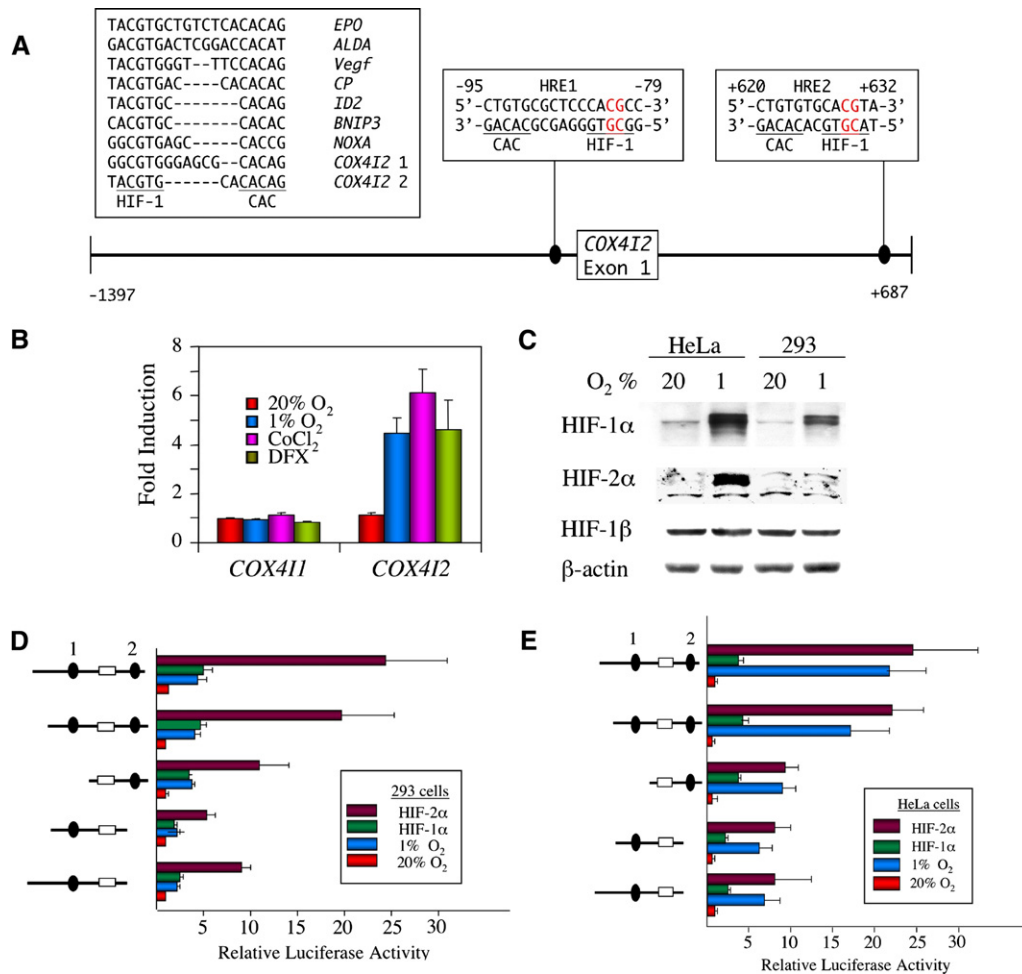 A
TACGTGCTGTCTCACACAG EPO
GACGTGACTCGGACCACAT ALDA
TACGTGGGT--TTCCACAG Vegf
TACGTGAC----CACACAC CP
TACGTGC-------CACAG ID2
CACGTGC-------CACAC BNIP3
GGCGTGAGC-----CACCG NOXA
GGCGTGGGAGCG--CACAG COX4I2 1
TACGTG------CACACAG COX4I2 2
HIF-1 CAC
-95 HRE1 -79
5’-CTGTGCGCTCCCACGCC-3’
3’-GACACGCGAGGGTGCGG-5’
CAC HIF-1
+620 HRE2 +632
5’-CTGTGTGCACGTA-3’
3’-GACACACGTGCAT-5’
CAC HIF-1
COX4I2
Exon 1
-1397
+687
B
Fold Induction
8
6
4
2
0
20% O2
1% O2
CoCl2
DFX
COX4I1
COX4I2
C
HeLa 293
O2 % 20 1 20 1
HIF-1α
HIF-2α
HIF-1β
β-actin
D
1 2
293 cells
HIF-2α
HIF-1α
1% O2
20% O2
5 10 15 20 25 30
Relative Luciferase Activity
E
1 2
HeLa cells
HIF-2α
HIF-1α
1% O2
20% O2
5 10 15 20 25 30
Relative Luciferase Activity